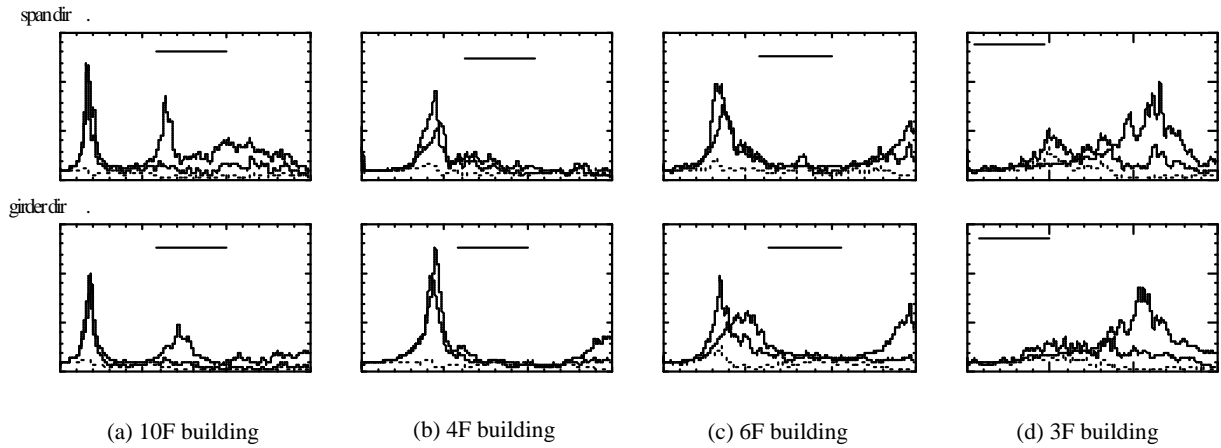 span dir .
girder dir .
(a) 10F building
(b) 4F building
(c) 6F building
(d) 3F building